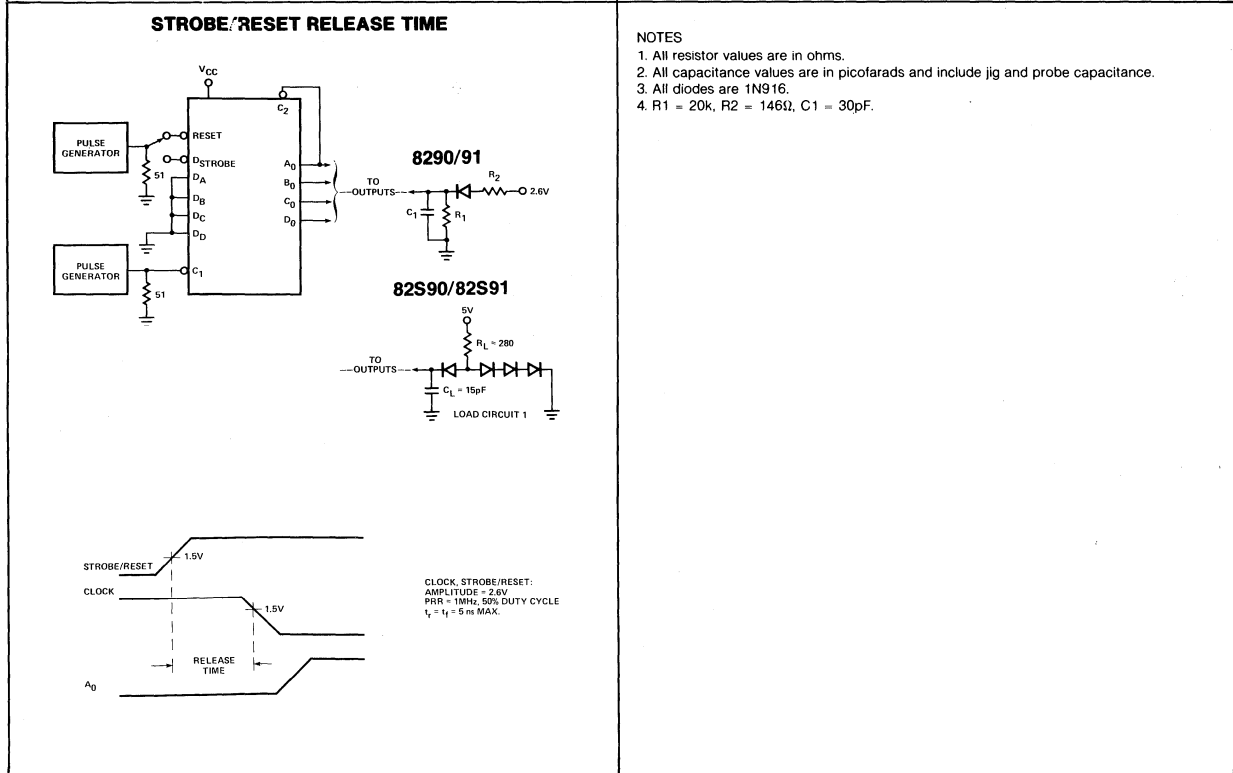 STROBE/RESET RELEASE TIME
VCC
C2
PULSE
GENERATOR
RESET
51
DSTROBE
DA
DB
DC
DD
A0
B0
C0
D0
TO
OUTPUTS
8290/91
R2
2.6V
C1
R1
PULSE
GENERATOR
C1
51
82S90/82S91
5V
RL = 280
TO
OUTPUTS
CL = 15pF
LOAD CIRCUIT 1
STROBE/RESET
1.5V
CLOCK
1.5V
RELEASE
TIME
A0
CLOCK, STROBE/RESET:
AMPLITUDE = 2.6V
PRR = 1MHz, 50% DUTY CYCLE
tr = tf = 5 ns MAX.
NOTES
1. All resistor values are in ohms.
2. All capacitance values are in picofarads and include jig and probe capacitance.
3. All diodes are 1N916.
4. R1 = 20k, R2 = 146Ω, C1 = 30pF.